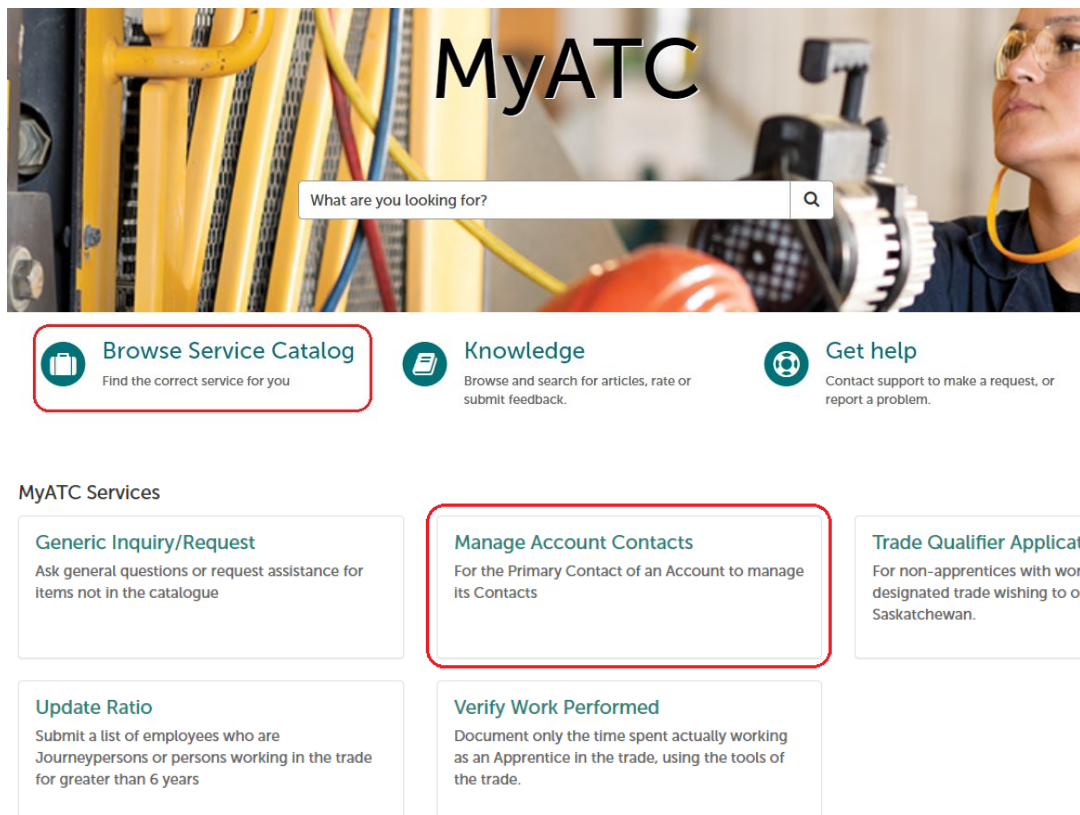 MyATC
What are you looking for?
Browse Service Catalog
Find the correct service for you
Knowledge
Browse and search for articles, rate or
submit feedback.
Get help
Contact support to make a request, or
report a problem.
MyATC Services
Generic Inquiry/Request
Ask general questions or request assistance for
items not in the catalogue
Manage Account Contacts
For the Primary Contact of an Account to manage
its Contacts
Trade Qualifier
For non-apprentices with
designated trade wishing to
Saskatchewan.
Update Ratio
Submit a list of employees who are
Journeypersons or persons working in the trade
for greater than 6 years
Verify Work Performed
Document only the time spent actually working
as an Apprentice in the trade, using the tools of
the trade.